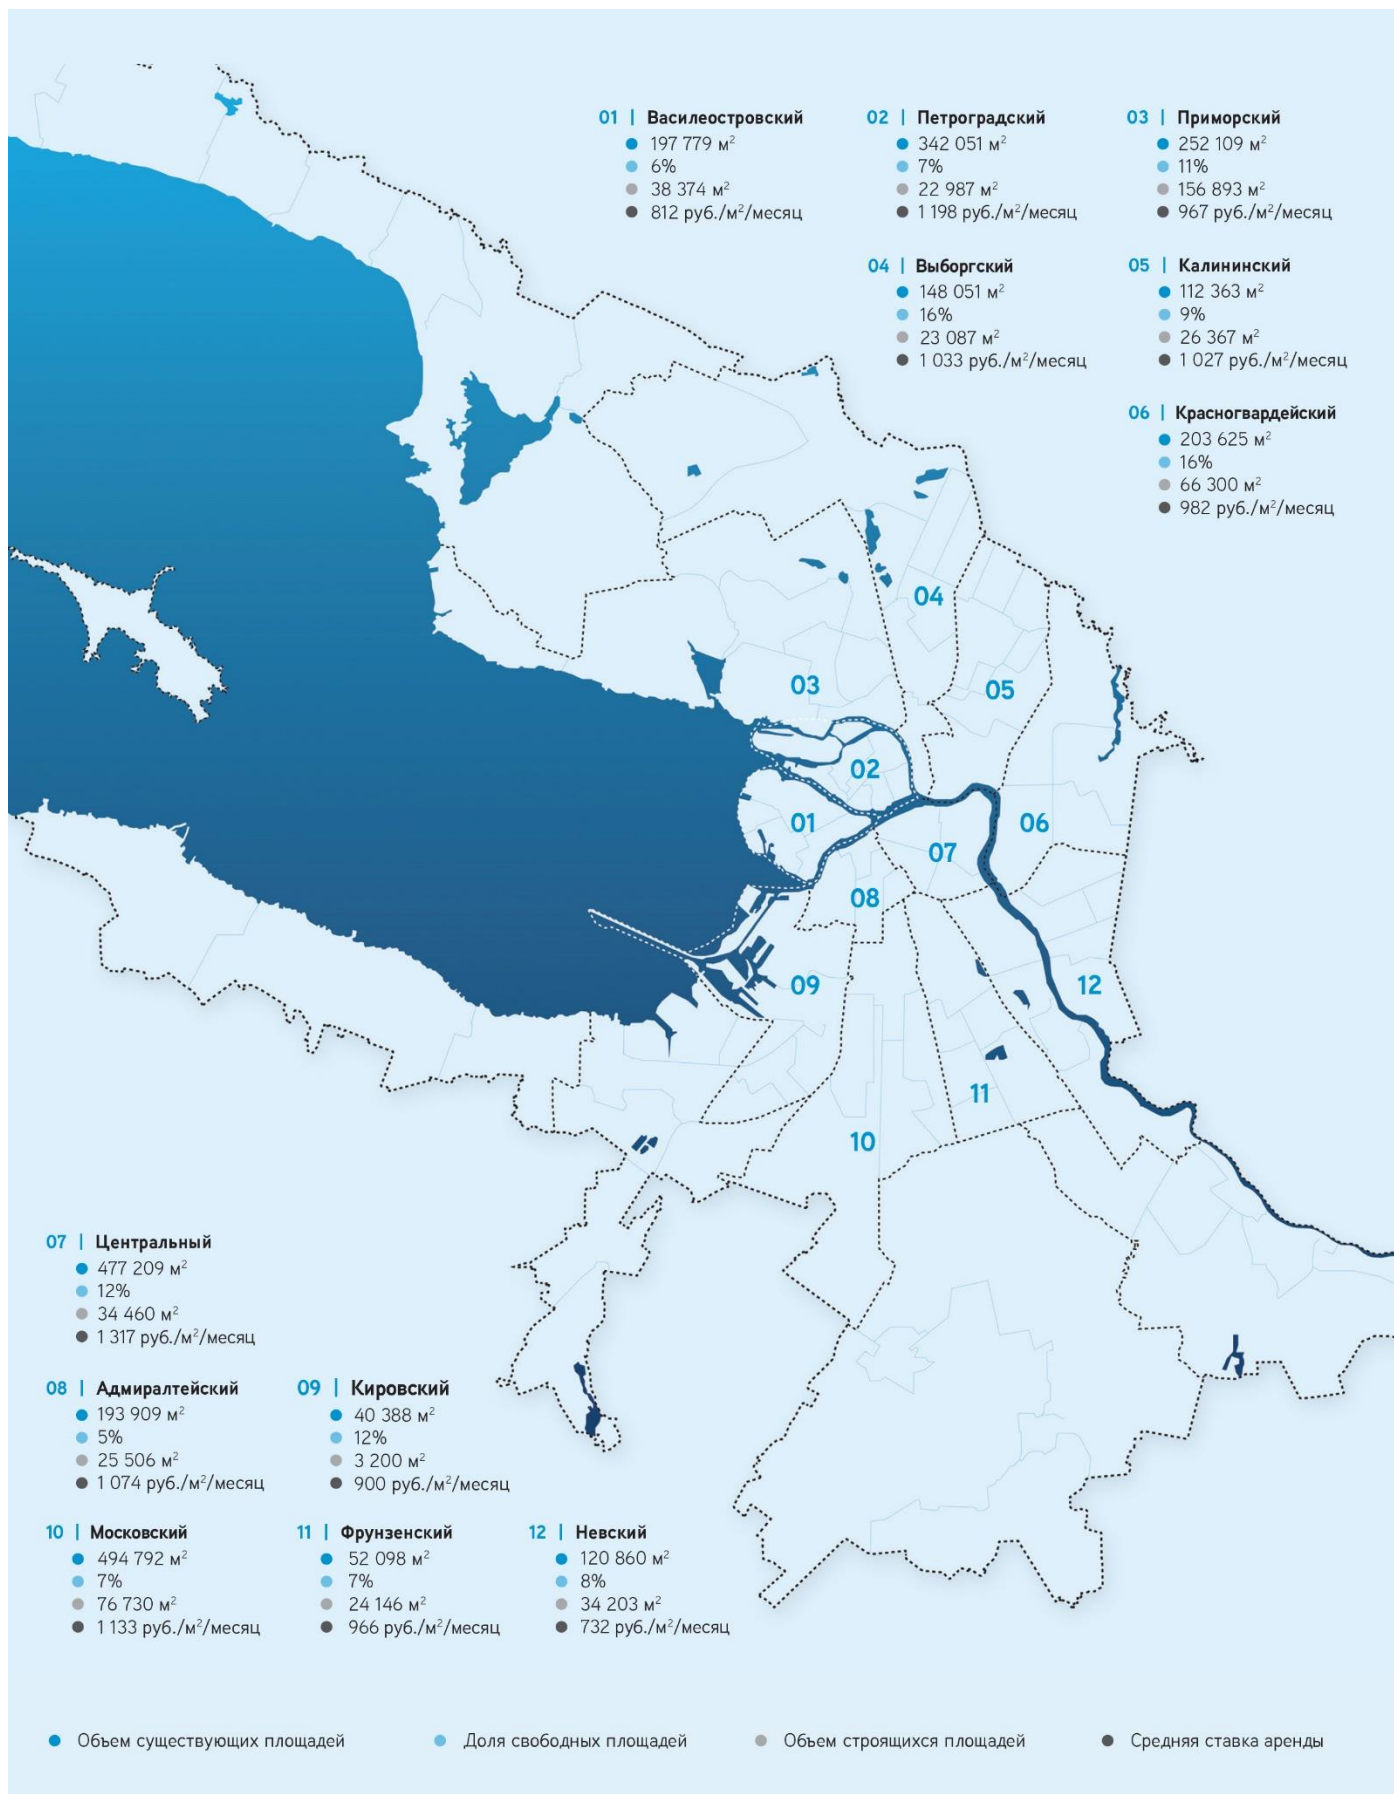 01 | Василеостровский
197 779 м²
6%
38 374 м²
812 руб./м²/месяц
02 | Петроградский
342 051 м²
7%
22 987 м²
1 198 руб./м²/месяц
03 | Приморский
252 109 м²
11%
156 893 м²
967 руб./м²/месяц
04 | Выборгский
148 051 м²
16%
23 087 м²
1 033 руб./м²/месяц
05 | Калининский
112 363 м²
9%
26 367 м²
1 027 руб./м²/месяц
06 | Красногвардейский
203 625 м²
16%
66 300 м²
982 руб./м²/месяц
04
03
05
02
01
06
07
08
09
12
11
10
07 | Центральный
477 209 м²
12%
34 460 м²
1 317 руб./м²/месяц
08 | Адмиралтейский
193 909 м²
5%
25 506 м²
1 074 руб./м²/месяц
09 | Кировский
40 388 м²
12%
3 200 м²
900 руб./м²/месяц
10 | Московский
494 792 м²
7%
76 730 м²
1 133 руб./м²/месяц
11 | Фрунзенский
52 098 м²
7%
24 146 м²
966 руб./м²/месяц
12 | Невский
120 860 м²
8%
34 203 м²
732 руб./м²/месяц
Объем существующих площадей
Доля свободных площадей
Объем строящихся площадей
Средняя ставка аренды